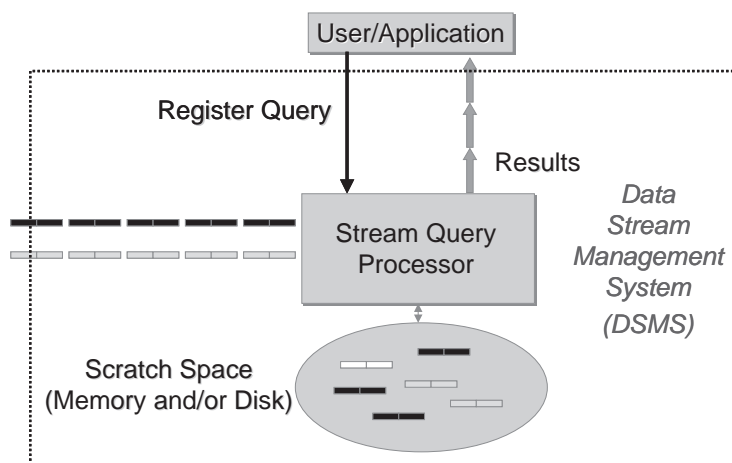 User/Application
Register Query
Results
Stream Query
Processor
Data
Stream
Management
System
(DSMS)
Scratch Space
(Memory and/or Disk)